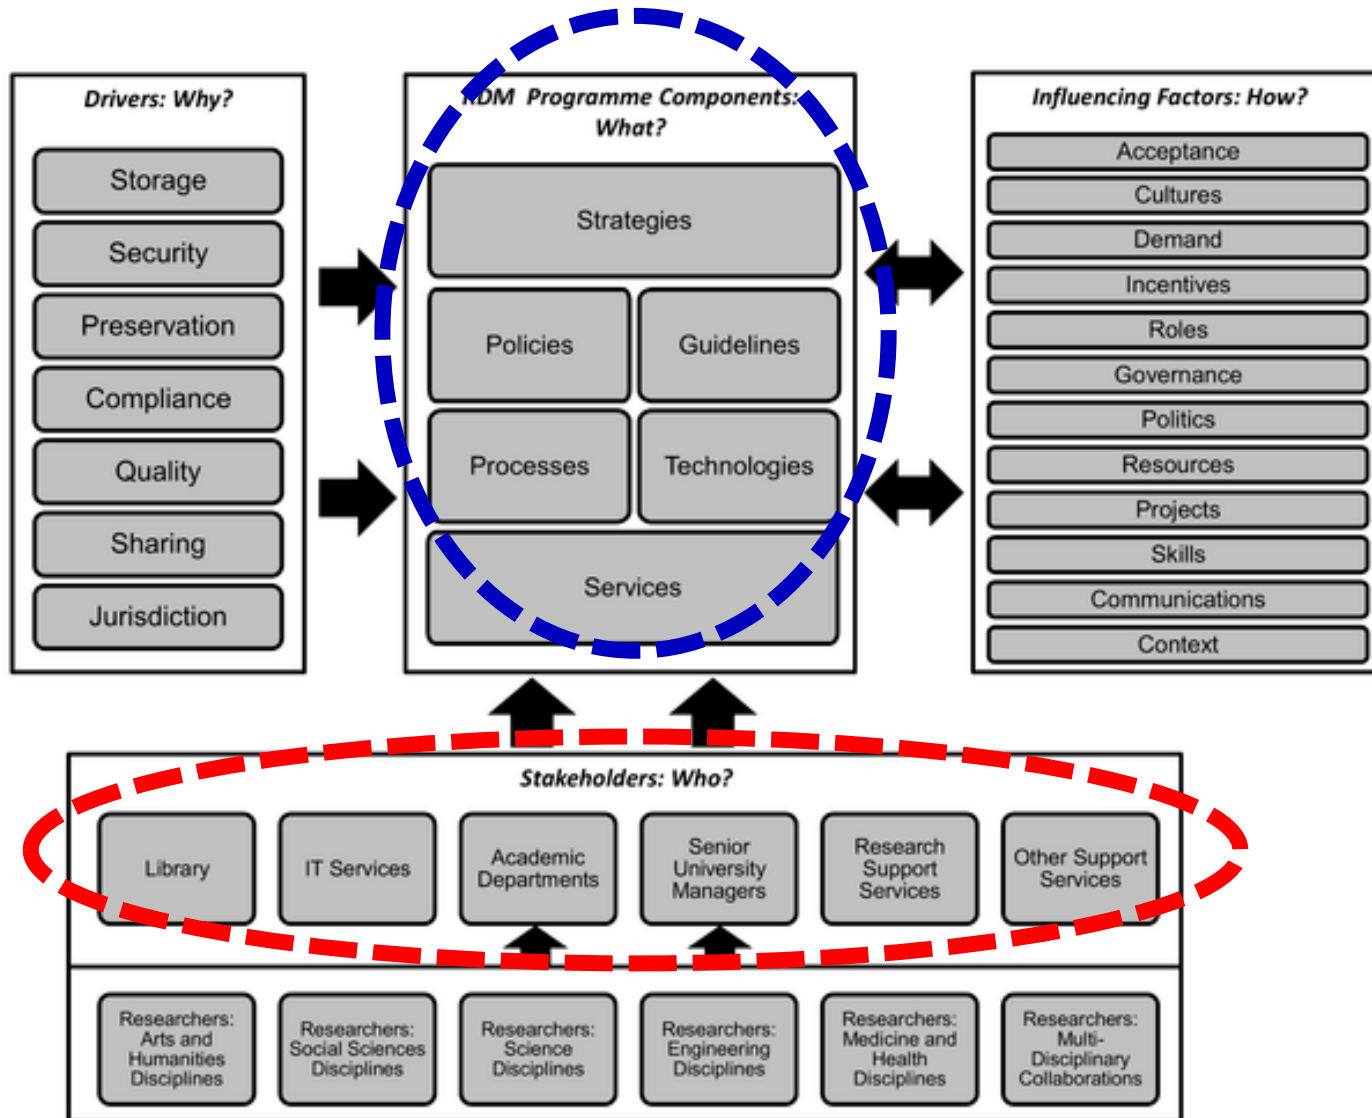 Drivers: Why?
Storage
Security
Preservation
Compliance
Quality
Sharing
Jurisdiction
RDM Programme Components:
What?
Strategies
Policies
Guidelines
Processes
Technologies
Services
Influencing Factors: How?
Acceptance
Cultures
Demand
Incentives
Roles
Governance
Politics
Resources
Projects
Skills
Communications
Context
Stakeholders: Who?
Library
IT Services
Academic
Departments
Senior
University
Managers
Research
Support
Services
Other Support
Services
Researchers:
Arts and
Humanities
Disciplines
Researchers:
Social Sciences
Disciplines
Researchers:
Science
Disciplines
Researchers:
Engineering
Disciplines
Researchers:
Medicine and
Health
Disciplines
Researchers:
Multi-
Disciplinary
Collaborations